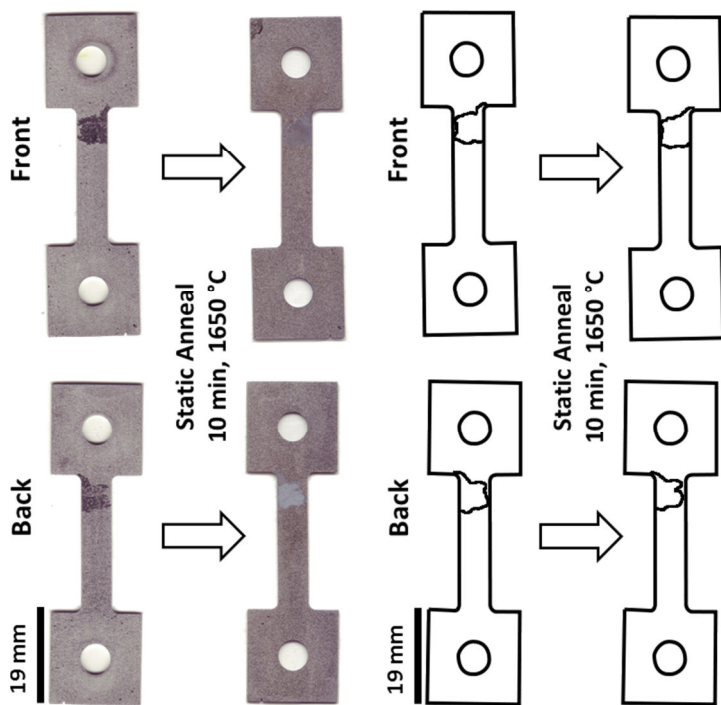 Front
Static Anneal
10 min, 1650 °C
Back
19 mm
Front
Static Anneal
10 min, 1650 °C
Back
19 mm